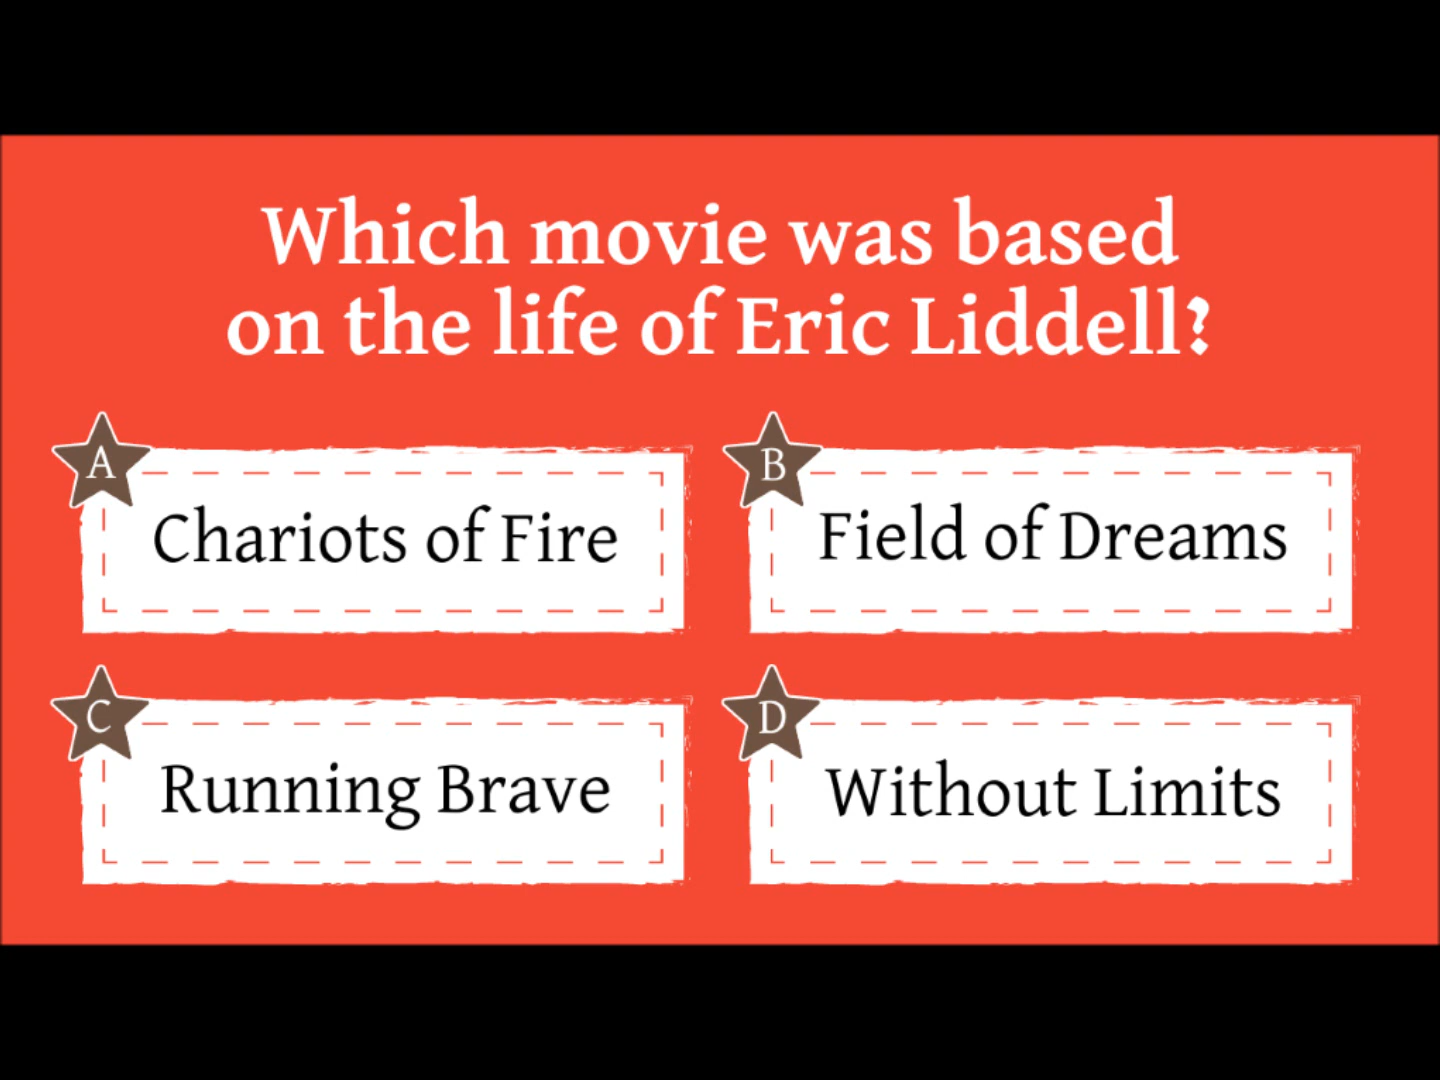 Which movie was based
on the life of Eric Liddell?
A
Chariots of Fire
B
Field of Dreams
C
Running Brave
D
Without Limits